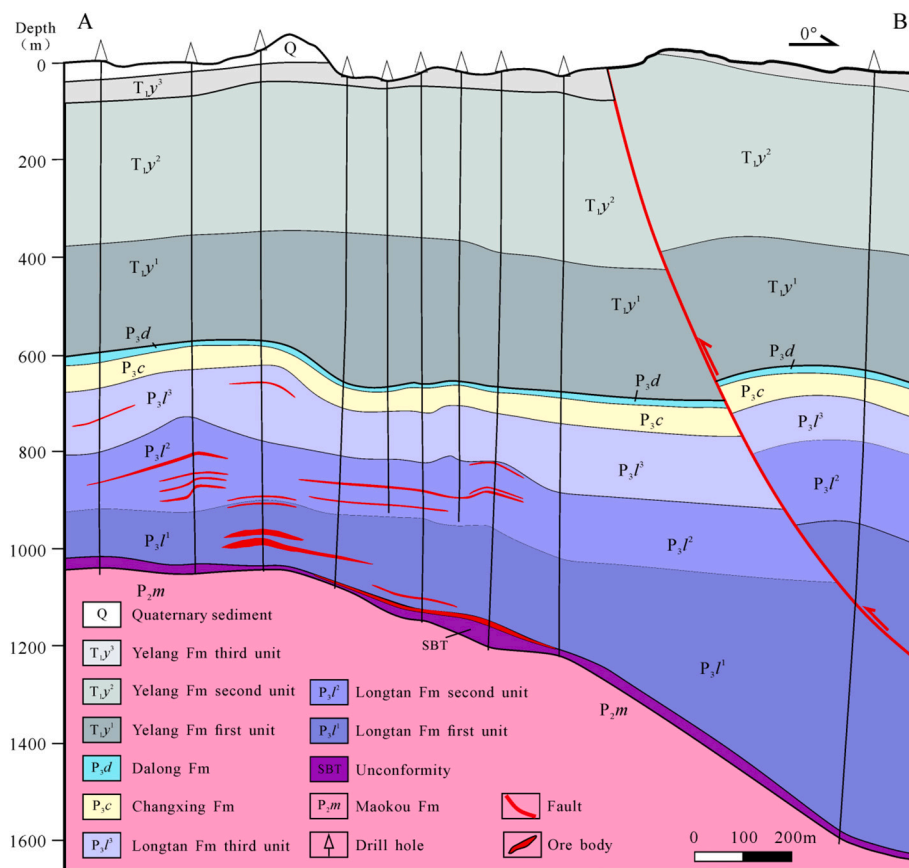 Depth
(m)
A
B
0°
Q
0
200
400
600
800
1000
1200
1400
1600
T₁y³
T₁y²
T₁y²
T₁y²
T₁y¹
T₁y¹
T₁y¹
P₃d
P₃d
P₃d
P₃c
P₃c
P₃c
P₃l³
P₃l³
P₃l³
P₃l²
P₃l²
P₃l²
P₃l¹
P₃l¹
P₂m
P₂m
SBT
Q Quaternary sediment
T₁y³ Yelang Fm third unit
T₁y² Yelang Fm second unit
T₁y¹ Yelang Fm first unit
P₃d Dalong Fm
P₃c Changxing Fm
P₃l³ Longtan Fm third unit
P₃l² Longtan Fm second unit
P₃l¹ Longtan Fm first unit
SBT Unconformity
P₂m Maokou Fm
Drill hole
Fault
Ore body
0 100 200m